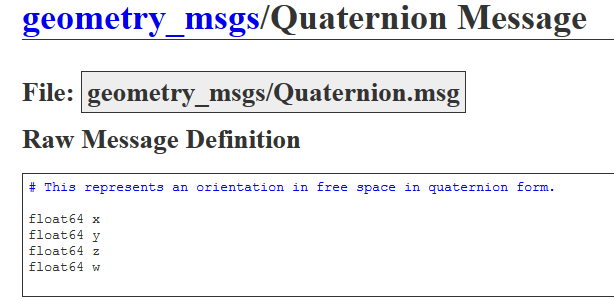 geometry_msgs/Quaternion Message
File: geometry_msgs/Quaternion.msg
Raw Message Definition
# This represents an orientation in free space in quaternion form.
float64 x
float64 y
float64 z
float64 w